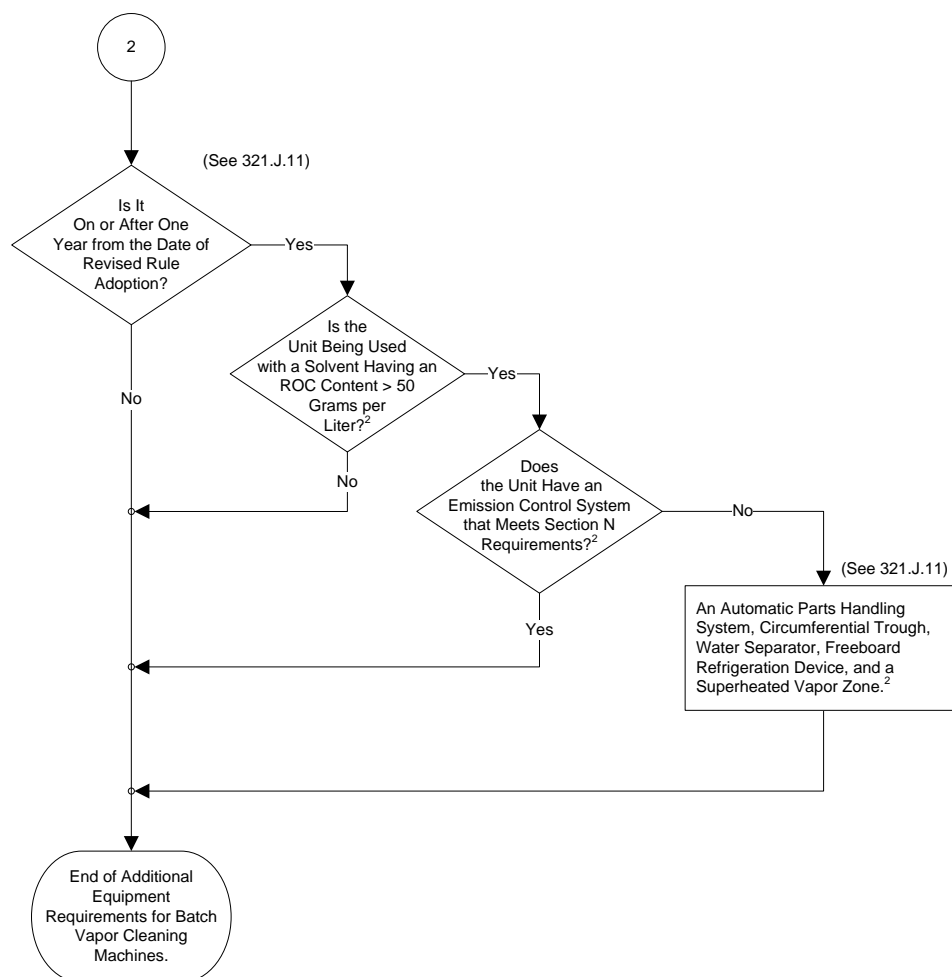 2
(See 321.J.11)
Is It
On or After One
Year from the Date of
Revised Rule
Adoption?
Yes
No
Is the
Unit Being Used
with a Solvent Having an
ROC Content > 50
Grams per
Liter?2
Yes
No
Does
the Unit Have an
Emission Control System
that Meets Section N
Requirements?2
No
Yes
(See 321.J.11)
An Automatic Parts Handling
System, Circumferential Trough,
Water Separator, Freeboard
Refrigeration Device, and a
Superheated Vapor Zone.2
End of Additional
Equipment
Requirements for Batch
Vapor Cleaning
Machines.